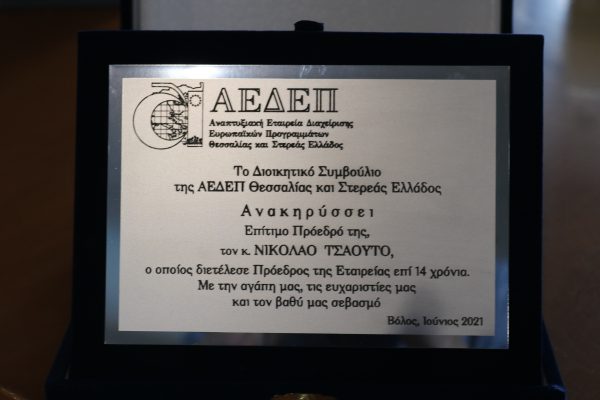 ΑΕΔΕΠ
Αναπτυξιακή Εταιρεία Διαχείρισης
Ευρωπαϊκών Προγραμμάτων
Θεσσαλίας και Στερεάς Ελλάδος
Το Διοικητικό Συμβούλιο
της ΑΕΔΕΠ Θεσσαλίας και Στερεάς Ελλάδος
Ανακηρύσσει
Επίτιμο Πρόεδρό της,
τον κ. ΝΙΚΟΛΑΟ ΤΣΑΟΥΤΟ,
ο οποίος διετέλεσε Πρόεδρος της Εταιρείας επί 14 χρόνια.
Με την αγάπη μας, τις ευχαριστίες μας
και τον βαθύ μας σεβασμό
Βόλος, Ιούνιος 2021